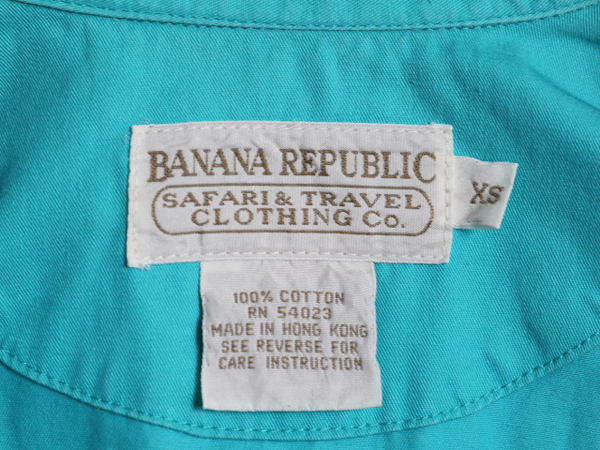 BANANA REPUBLIC
SAFARI & TRAVEL
CLOTHING Co.
XS
100% COTTON
RN 54023
MADE IN HONG KONG
SEE REVERSE FOR
CARE INSTRUCTION